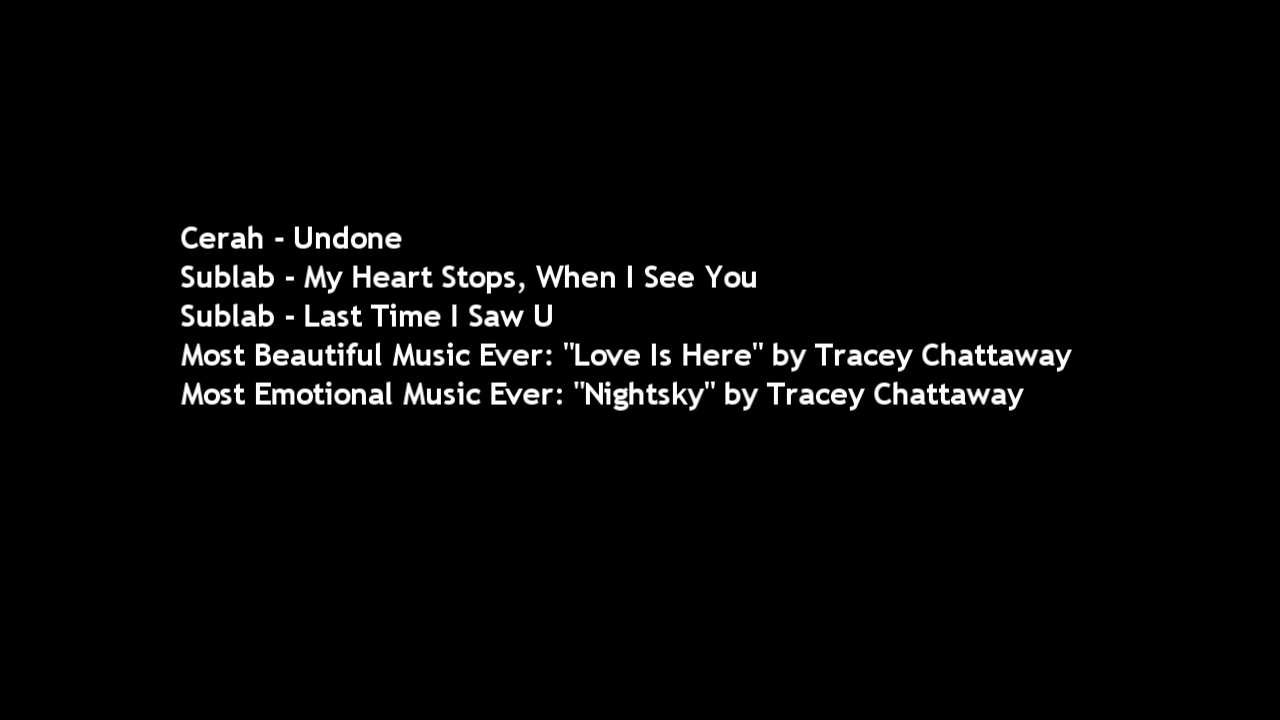 Cerah - Undone
Sublab - My Heart Stops, When I See You
Sublab - Last Time I Saw U
Most Beautiful Music Ever: "Love Is Here" by Tracey Chattaway
Most Emotional Music Ever: "Nightsky" by Tracey Chattaway